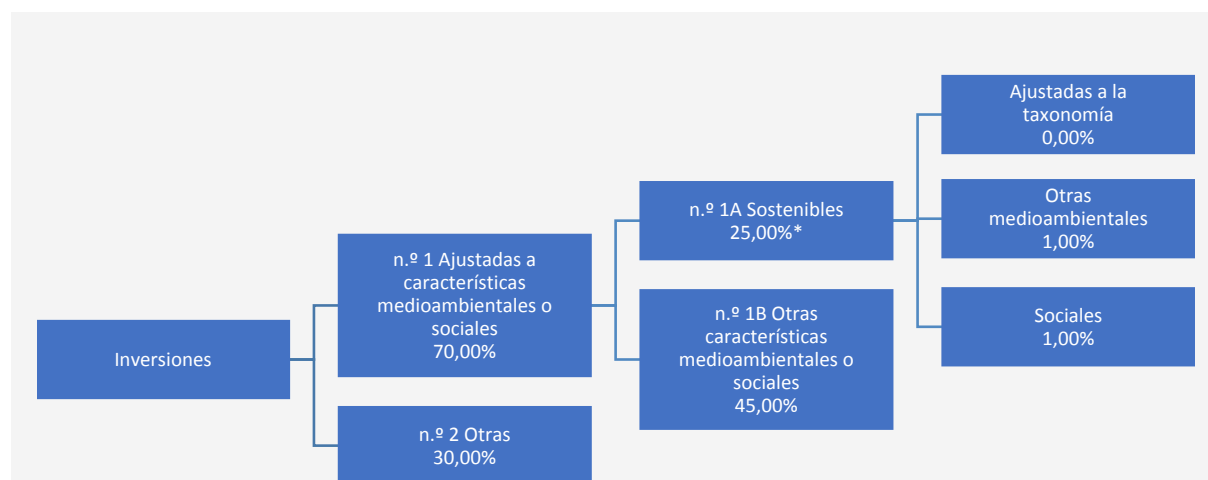 Inversiones
n.º 1 Ajustadas a
características
medioambientales o
sociales
70,00%
n.º 2 Otras
30,00%
n.º 1A Sostenibles
25,00%*
n.º 1B Otras
características
medioambientales o
sociales
45,00%
Ajustadas a la
taxonomía
0,00%
Otras
medioambientales
1,00%
Sociales
1,00%